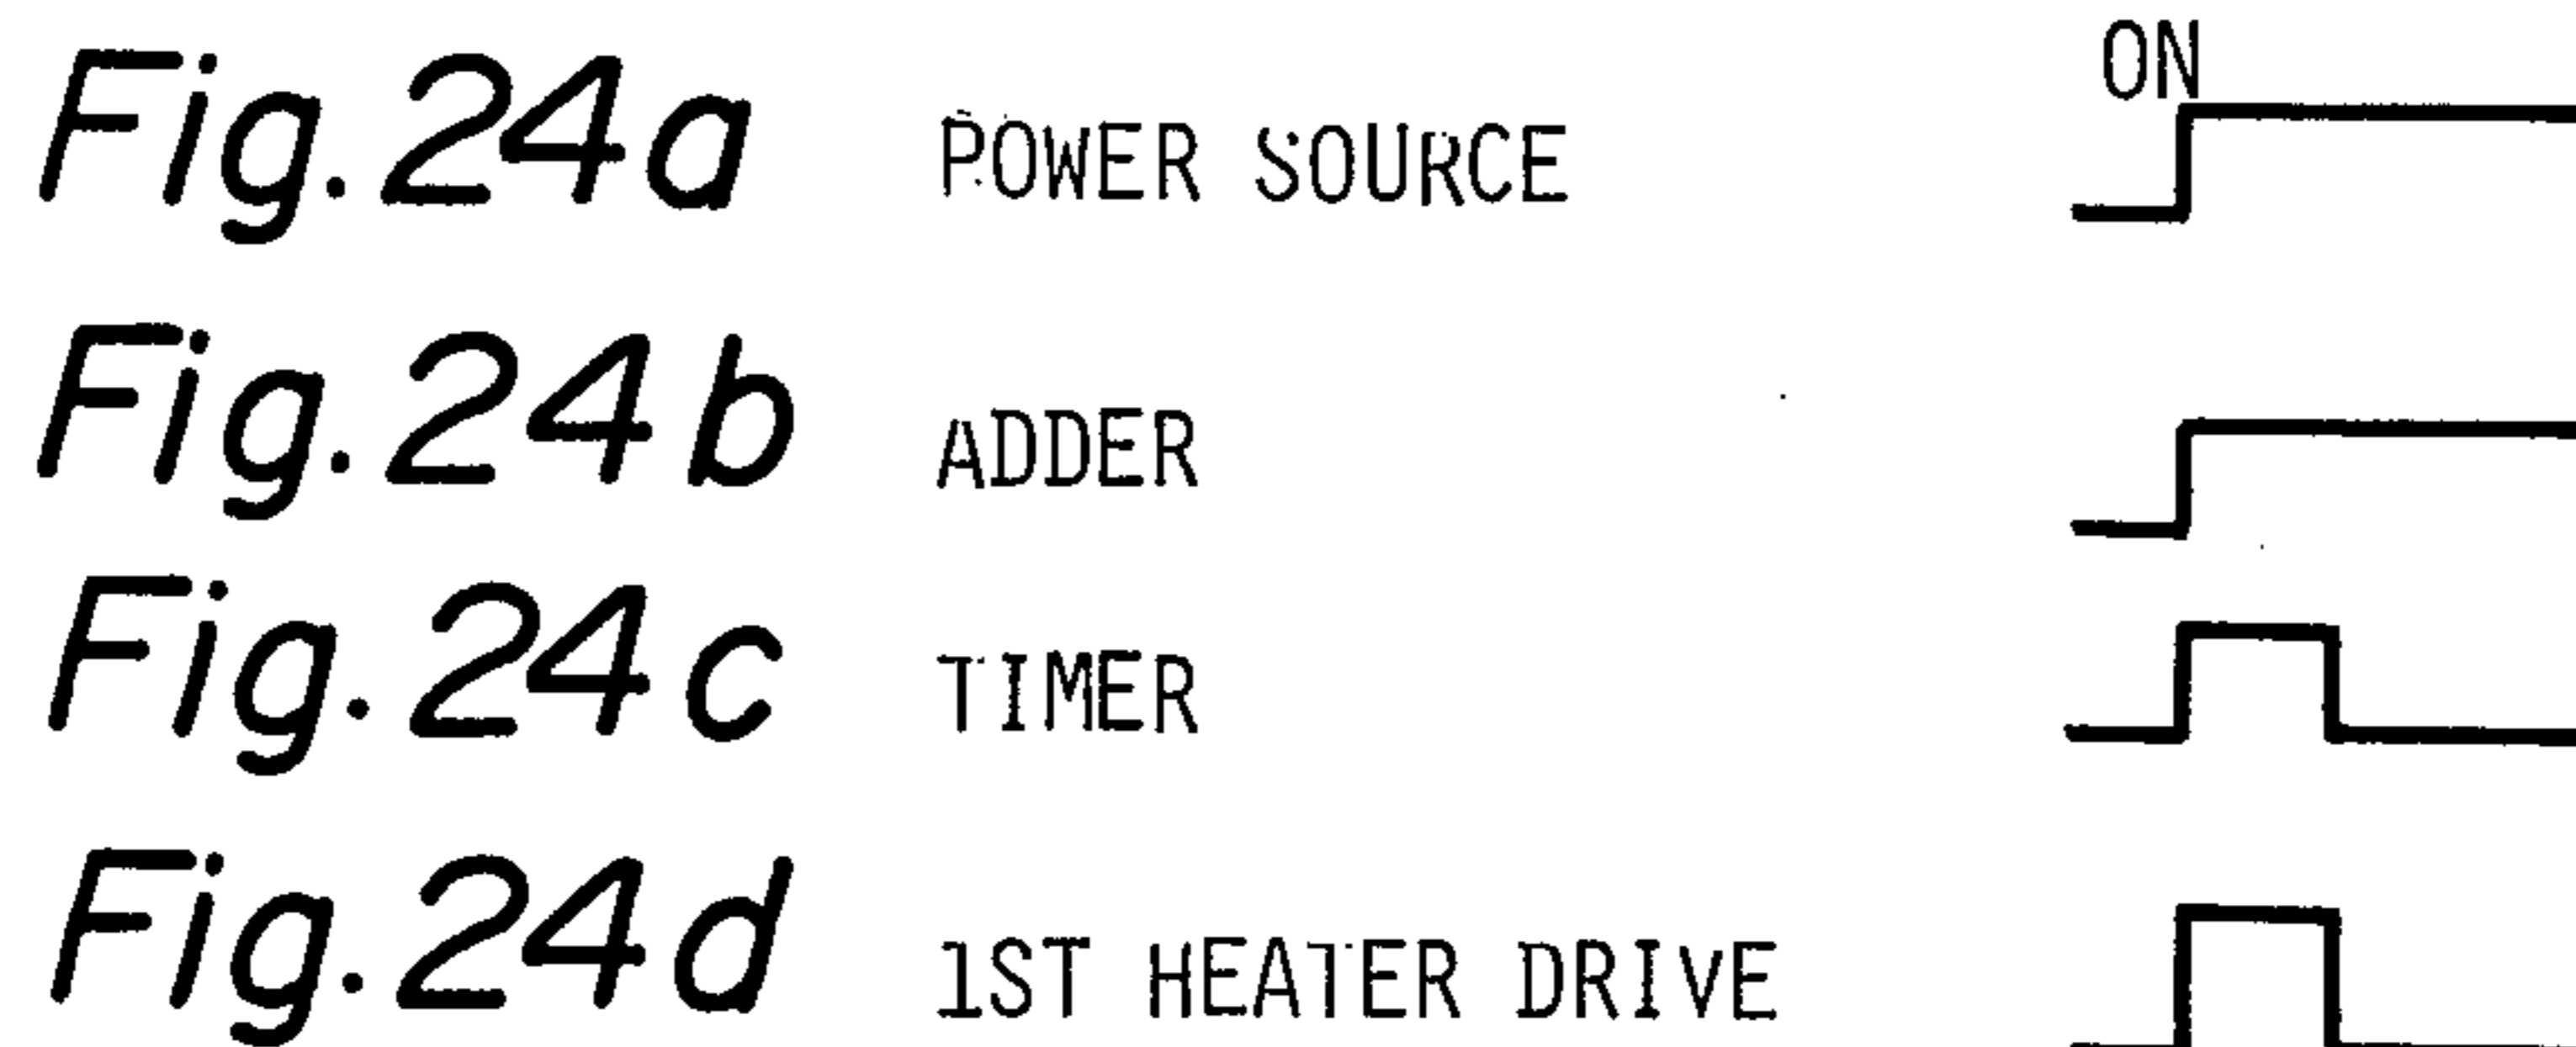 ON
Fig. 24a POWER SOURCE
Fig. 24b ADDER
Fig. 24c TIMER
Fig. 24d 1ST HEATER DRIVE